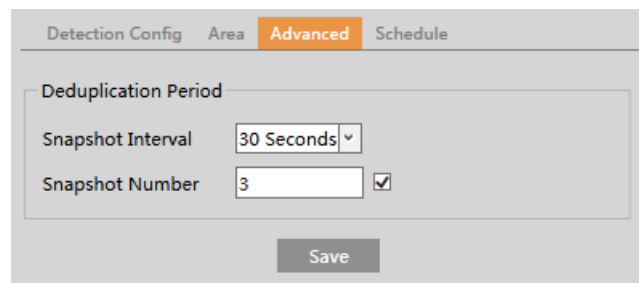 Detection Config Area Advanced Schedule
Deduplication Period
Snapshot Interval 30 Seconds
Snapshot Number 3
Save